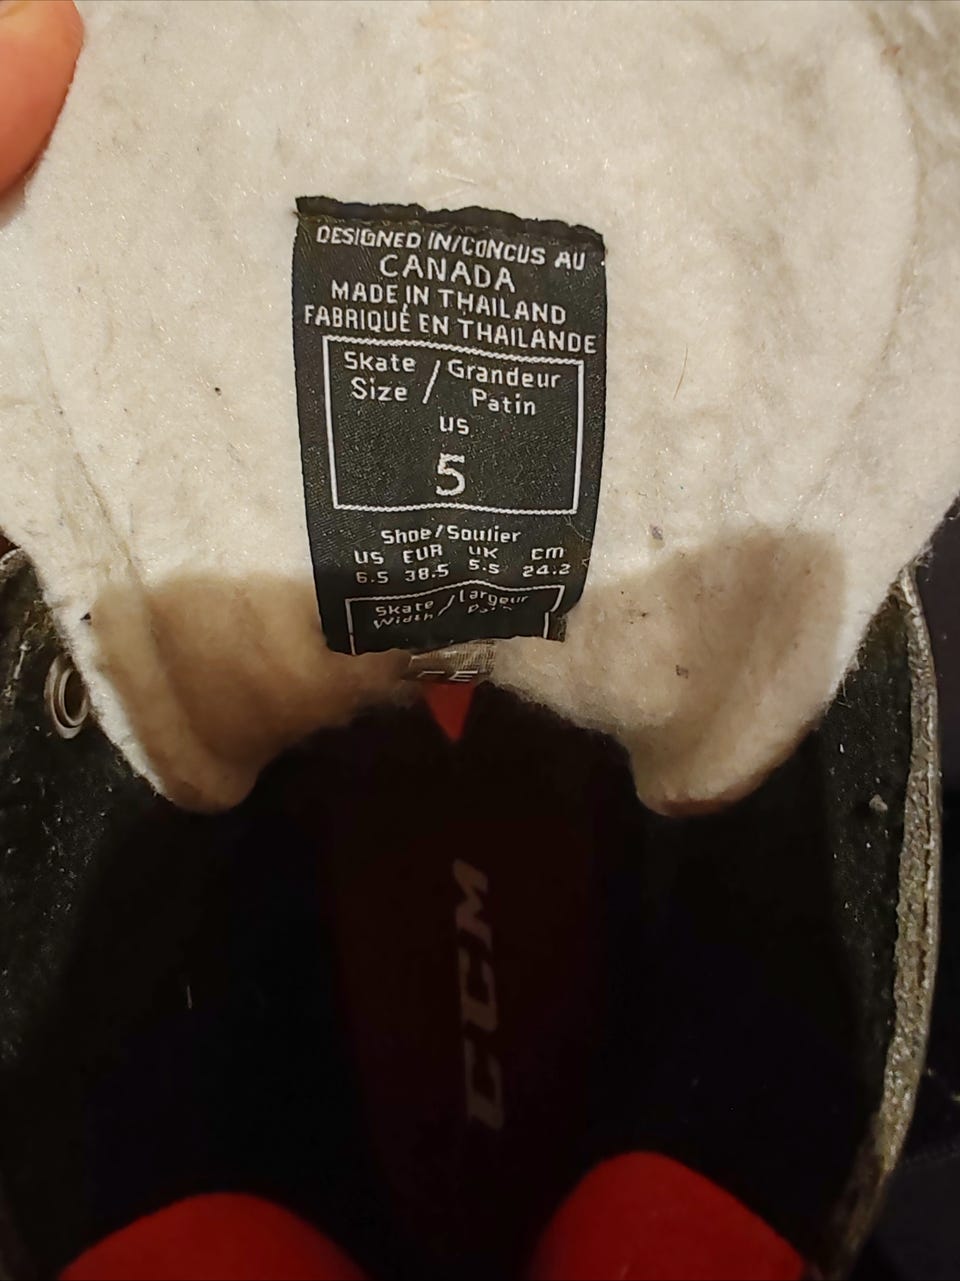 DESIGNED IN/CONCUS AU
CANADA
MADE IN THAILAND
FABRIQUÉ EN THAILANDE
Skate Size / Grandeur Patin
US
5
Shoe/Soulier
US EUR UK cm
6.5 38.5 5.5 24.2
Skate Width / Largeur
CCM